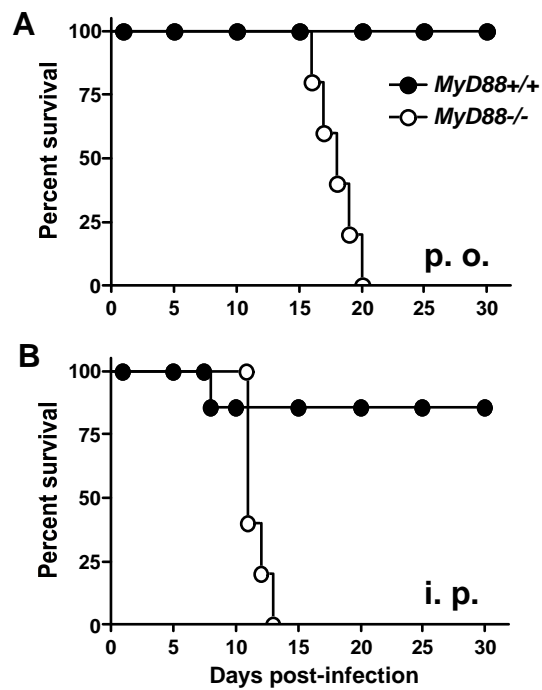 A
100
75
50
25
0
Percent survival
MyD88+/+
MyD88-/-
p. o.
0 5 10 15 20 25 30
B
100
75
50
25
0
Percent survival
i. p.
0 5 10 15 20 25 30
Days post-infection